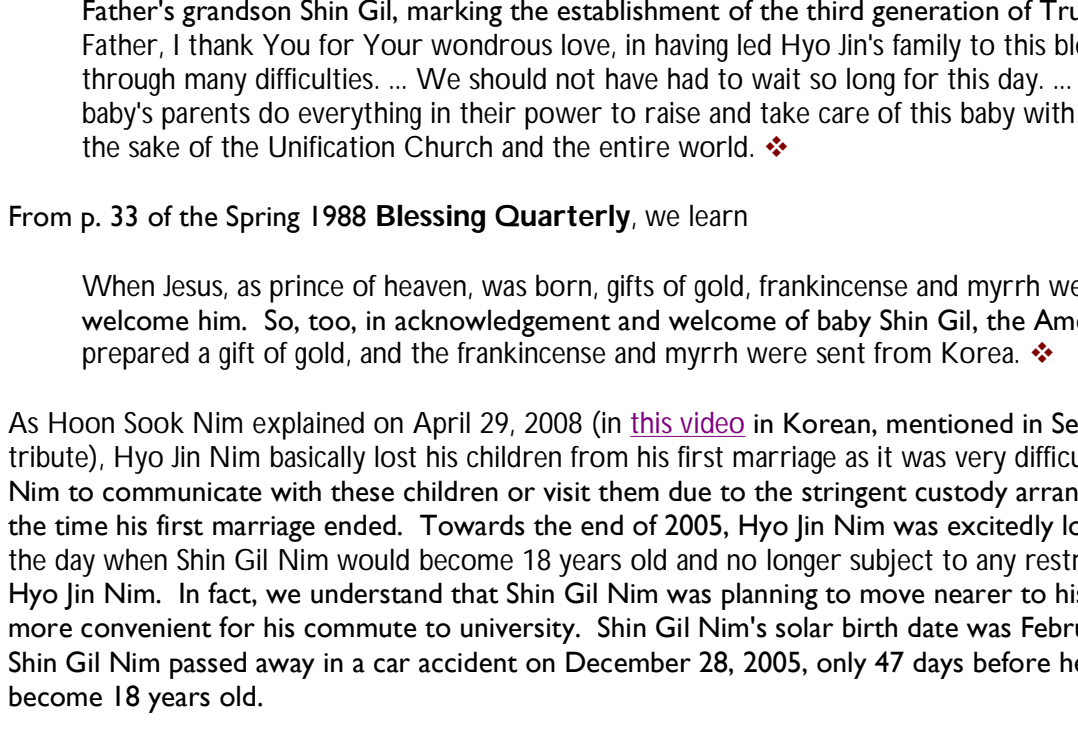 Father's grandson Shin Gil, marking the establishment of the third generation of
Father, I thank You for Your wondrous love, in having led Hyo Jin's family to this
through many difficulties. ... We should not have had to wait so long for this day. ...
baby's parents do everything in their power to raise and take care of this baby with
the sake of the Unification Church and the entire world. ❖
From p. 33 of the Spring 1988 Blessing Quarterly, we learn
When Jesus, as prince of heaven, was born, gifts of gold, frankincense and myrrh
welcome him. So, too, in acknowledgement and welcome of baby Shin Gil, the
prepared a gift of gold, and the frankincense and myrrh were sent from Korea. ❖
As Hoon Sook Nim explained on April 29, 2008 (in this video in Korean, mentioned in
tribute), Hyo Jin Nim basically lost his children from his first marriage as it was very
Nim to communicate with these children or visit them due to the stringent custody
the time his first marriage ended. Towards the end of 2005, Hyo Jin Nim was excitedly
the day when Shin Gil Nim would become 18 years old and no longer subject to any
Hyo Jin Nim. In fact, we understand that Shin Gil Nim was planning to move nearer to
more convenient for his commute to university. Shin Gil Nim's solar birth date was
Shin Gil Nim passed away in a car accident on December 28, 2005, only 47 days before
become 18 years old.